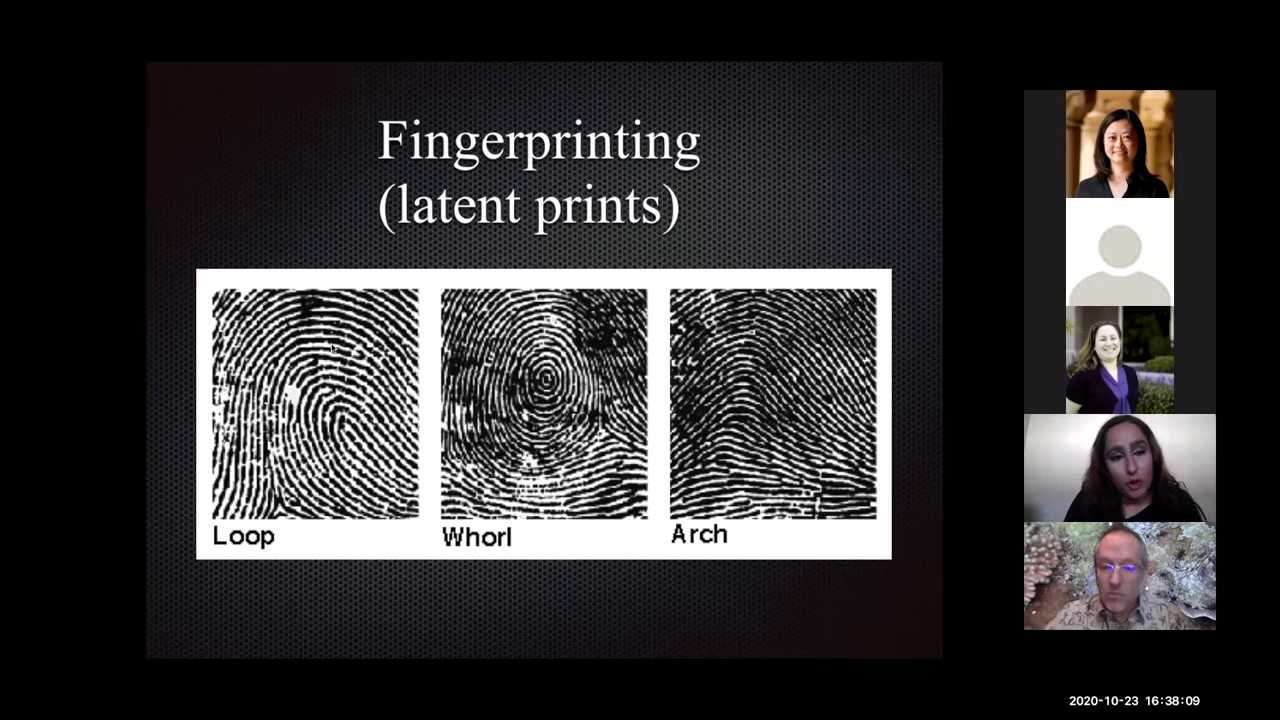 Fingerprinting
(latent prints)
Loop
Whorl
Arch
2020-10-23 16:38:09